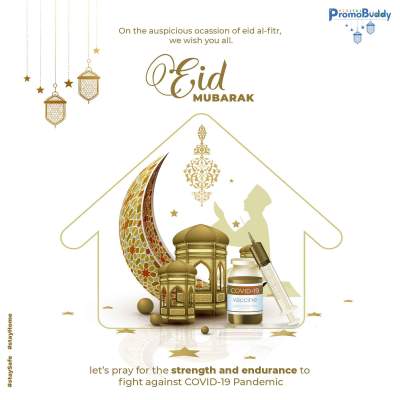 PromoBuddy
On the auspicious ocassion of eid al-fitr,
we wish you all.
Eid
MUBARAK
COVID-19
vaccine
#staySafe #stayHome
let's pray for the strength and endurance to
fight against COVID-19 Pandemic